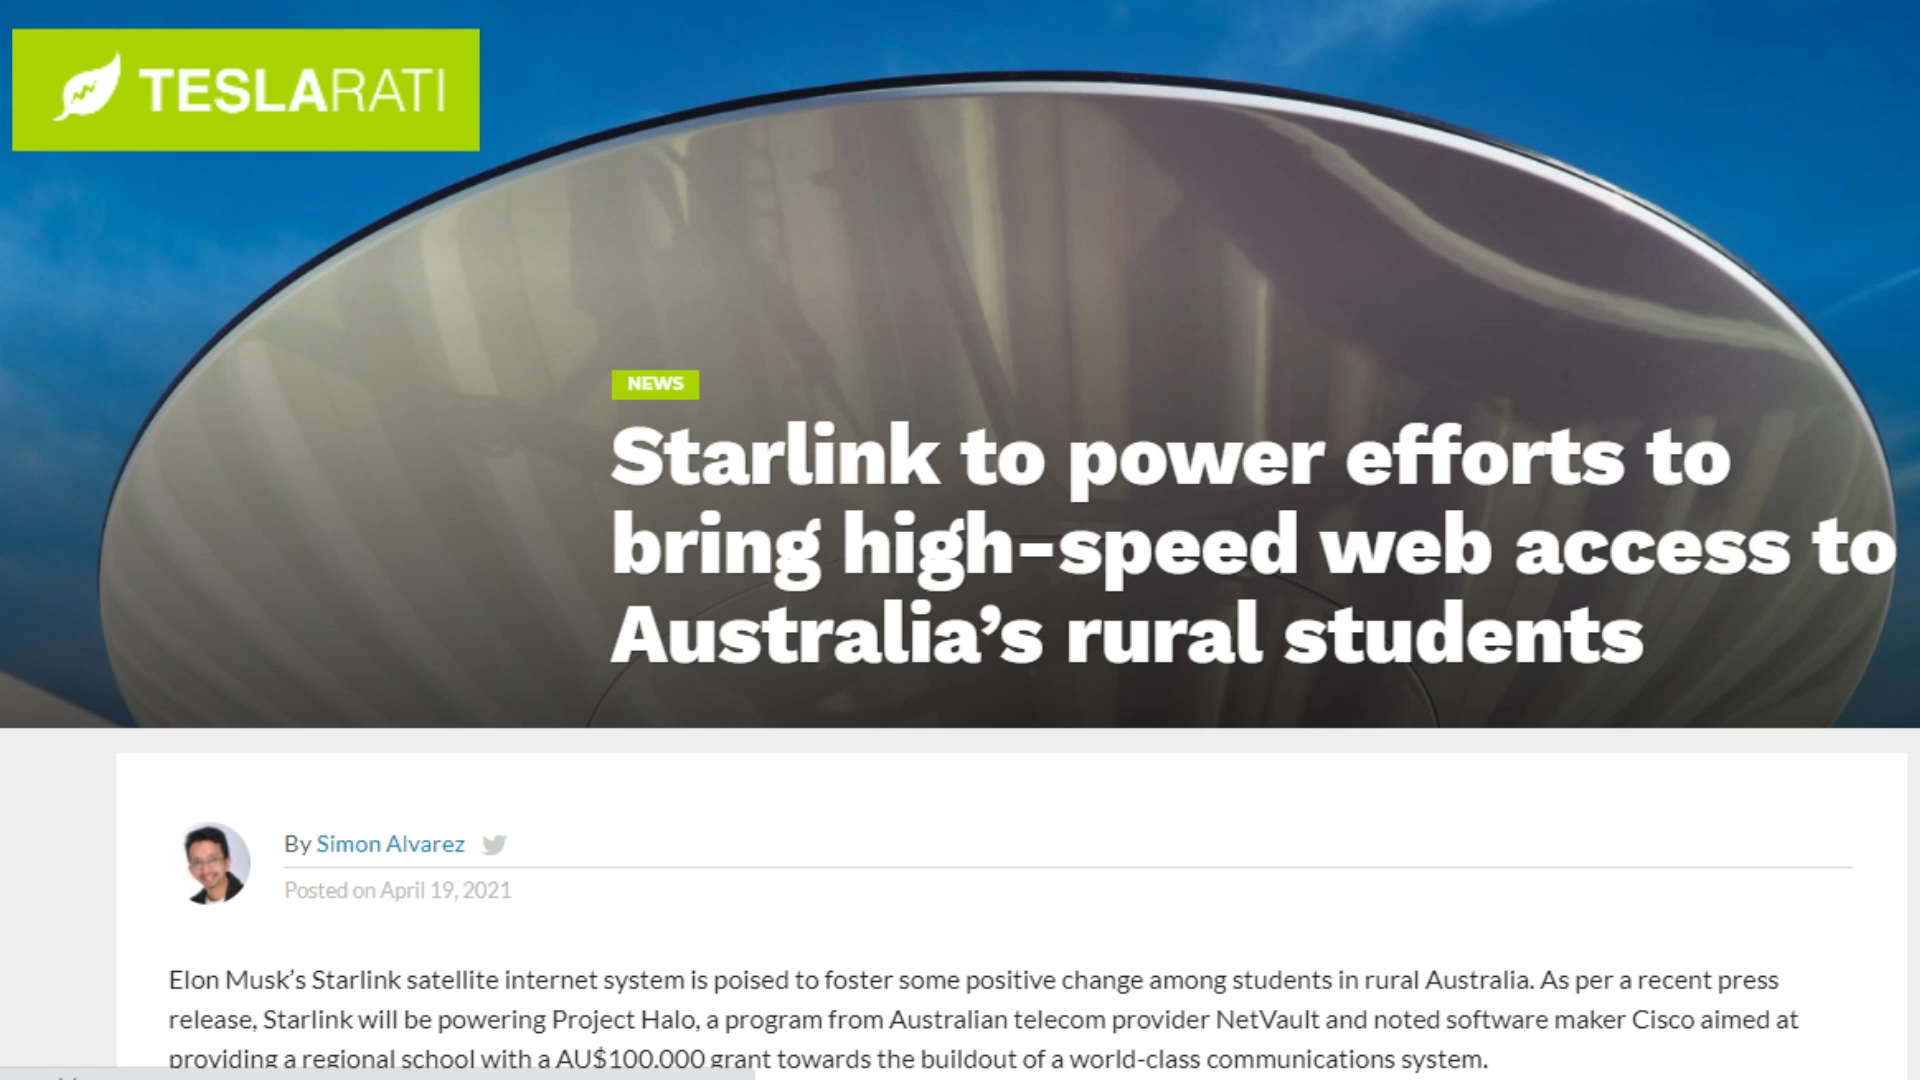 TESLARATI
NEWS
Starlink to power efforts to
bring high-speed web access to
Australia’s rural students
By Simon Alvarez
Posted on April 19, 2021
Elon Musk’s Starlink satellite internet system is poised to foster some positive change among students in rural Australia. As per a recent press
release, Starlink will be powering Project Halo, a program from Australian telecom provider NetVault and noted software maker Cisco aimed at
providing a regional school with a AU$100,000 grant towards the buildout of a world-class communications system.